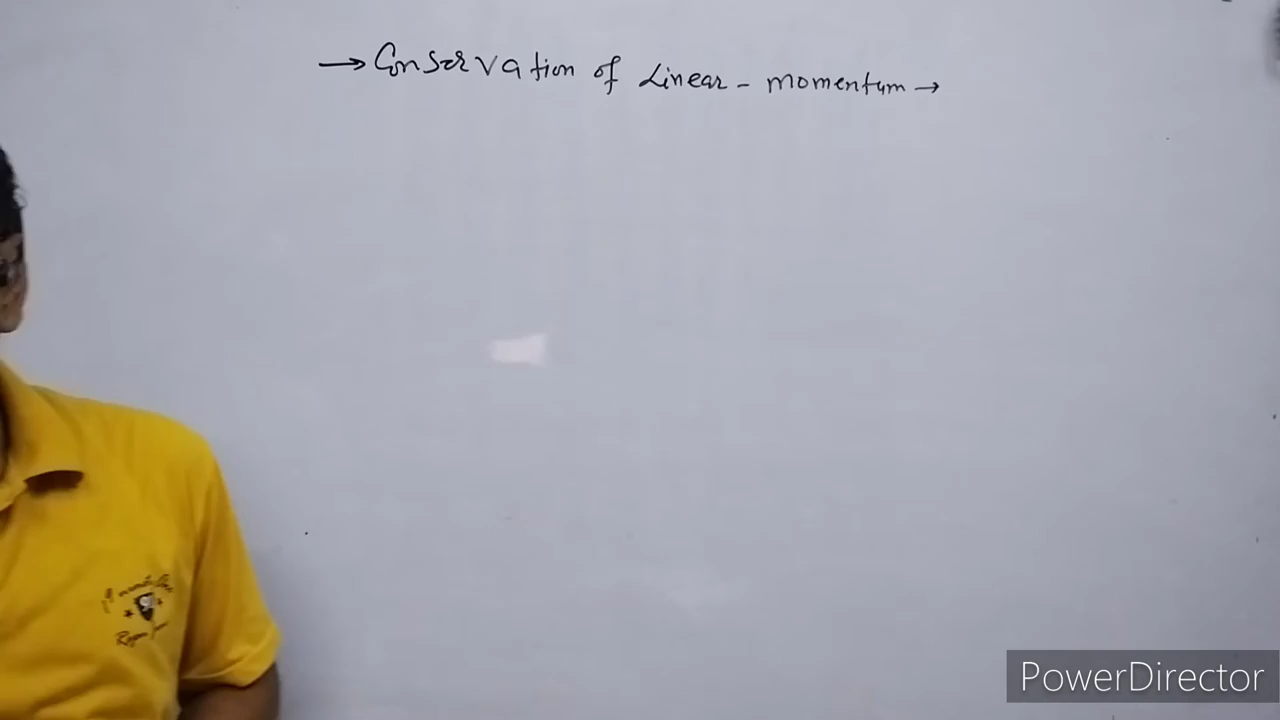 → Conservation of Linear - momentum →
PowerDirector